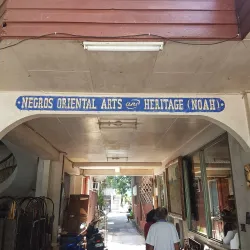 NEGROS ORIENTAL ARTS and HERITAGE (NOAH)